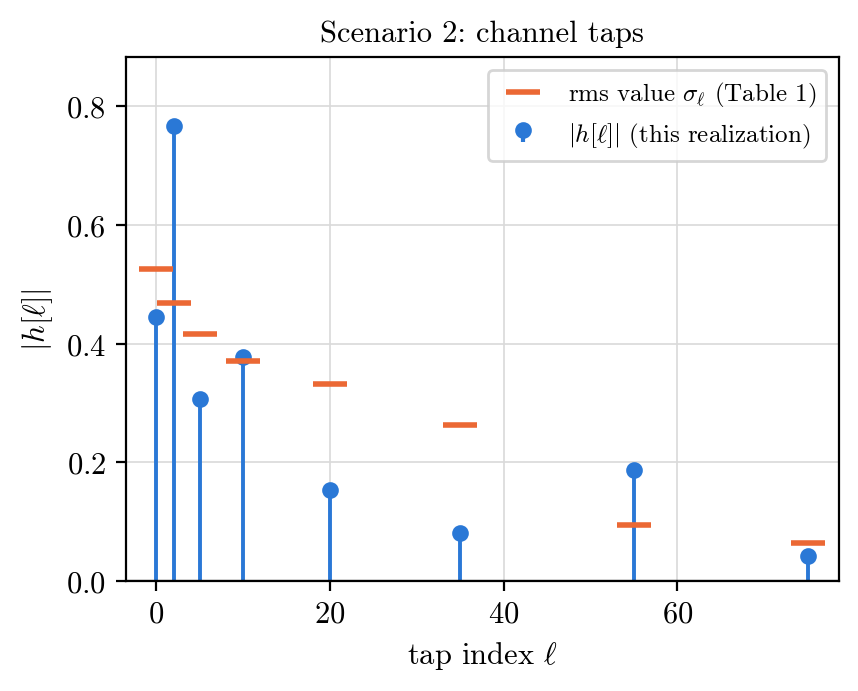 Scenario 2: channel taps
rms value σ_ℓ (Table 1)
|h[ℓ]| (this realization)
|h[ℓ]|
0.8
0.6
0.4
0.2
0.0
0 20 40 60
tap index ℓ